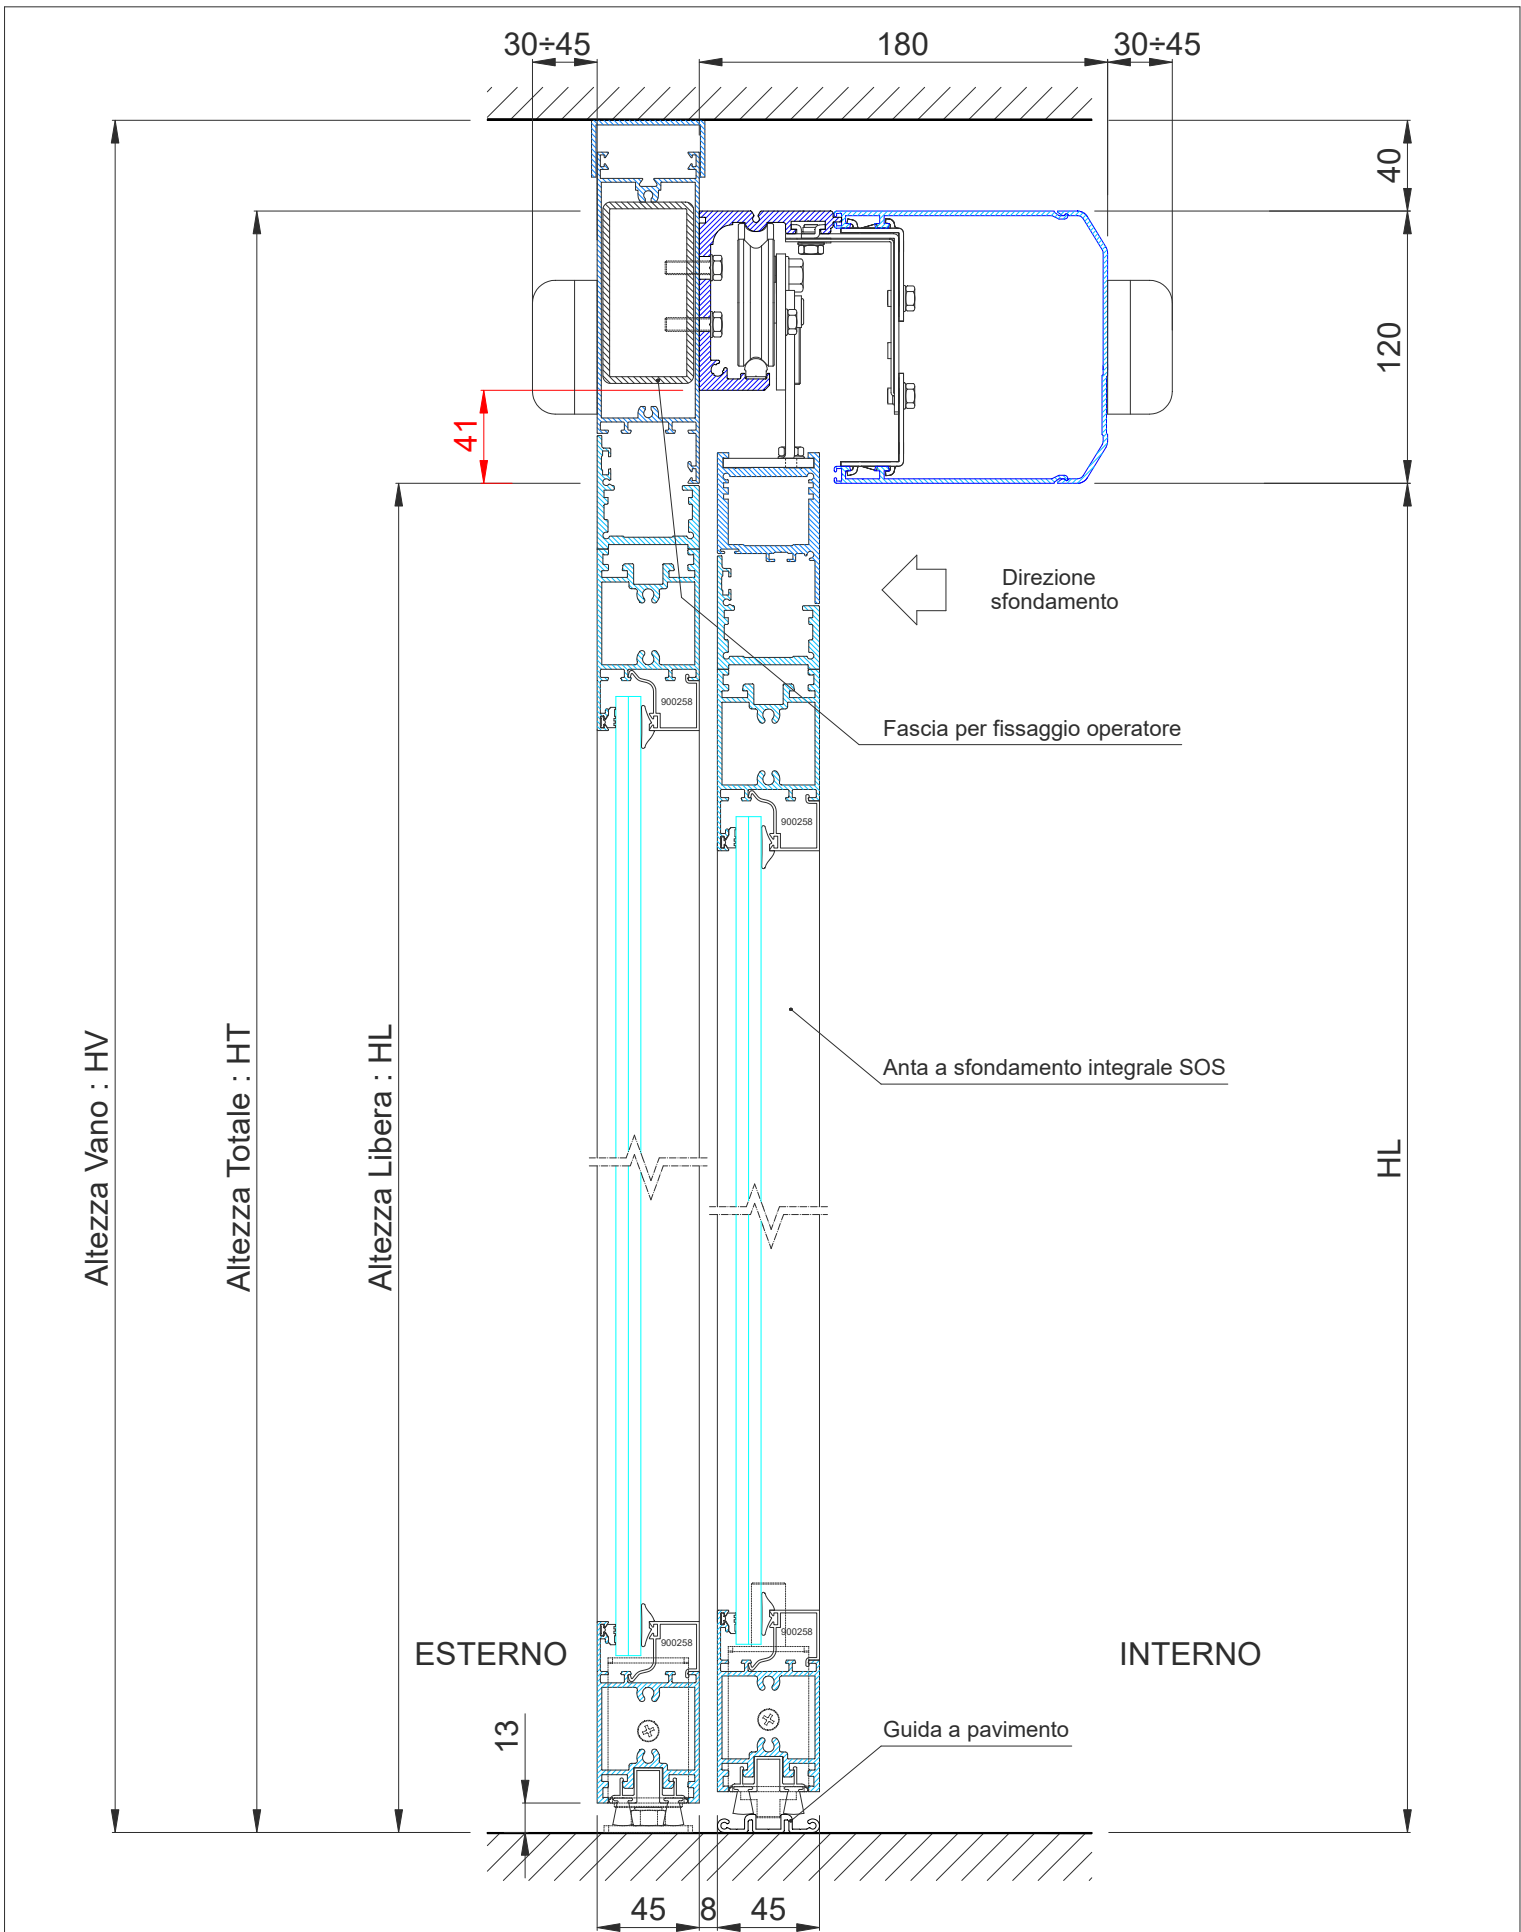 30÷45
180
30÷45
40
120
41
Direzione
sfondamento
900258
Fascia per fissaggio operatore
900258
Altezza Vano : HV
Altezza Totale : HT
Altezza Libera : HL
Anta a sfondamento integrale SOS
HL
ESTERNO
900258
900258
INTERNO
13
Guida a pavimento
45
8
45